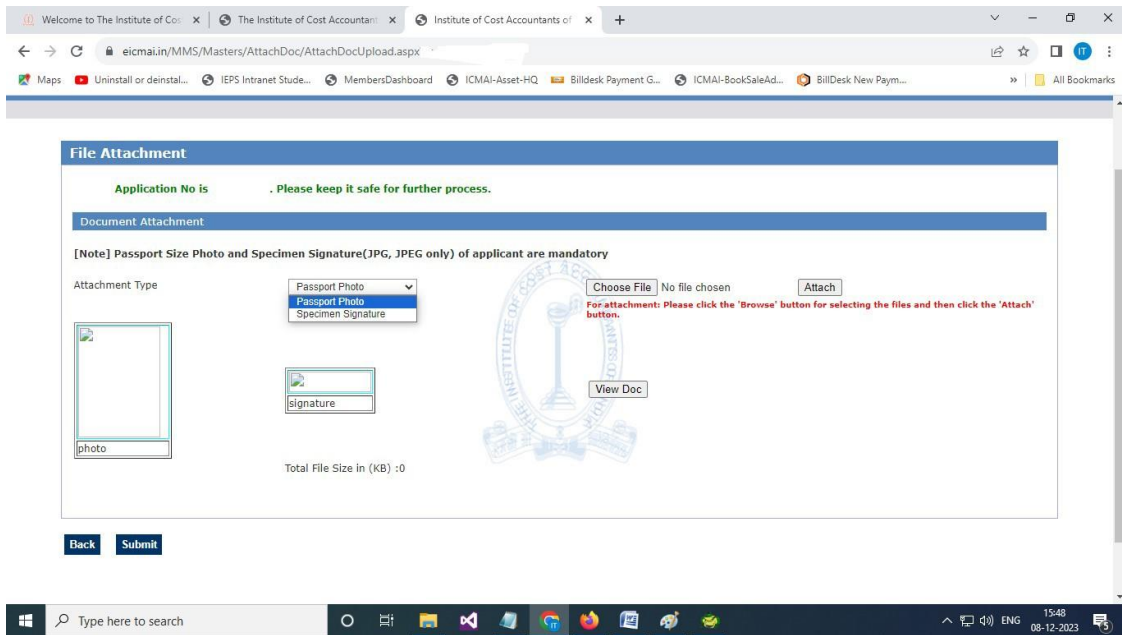 Welcome to The Institute of Cos
The Institute of Cost Accountant
Institute of Cost Accountants of
eicmai.in/MMS/Masters/AttachDoc/AttachDocUpload.aspx
IT
Maps
Uninstall or deinstal...
IEPS Intranet Stude...
MembersDashboard
ICMAI-Asset-HQ
Billdesk Payment G...
ICMAI-BookSaleAd...
BillDesk New Paym...
»
All Bookmarks
File Attachment
Application No is . Please keep it safe for further process.
Document Attachment
[Note] Passport Size Photo and Specimen Signature(JPG, JPEG only) of applicant are mandatory
Attachment Type
Passport Photo
Choose File No file chosen
Attach
Passport Photo
Specimen Signature
For attachment: Please click the 'Browse' button for selecting the files and then click the 'Attach'
button.
View Doc
signature
photo
Total File Size in (KB) :0
Back
Submit
Type here to search
ENG
15:48
08-12-2023
5